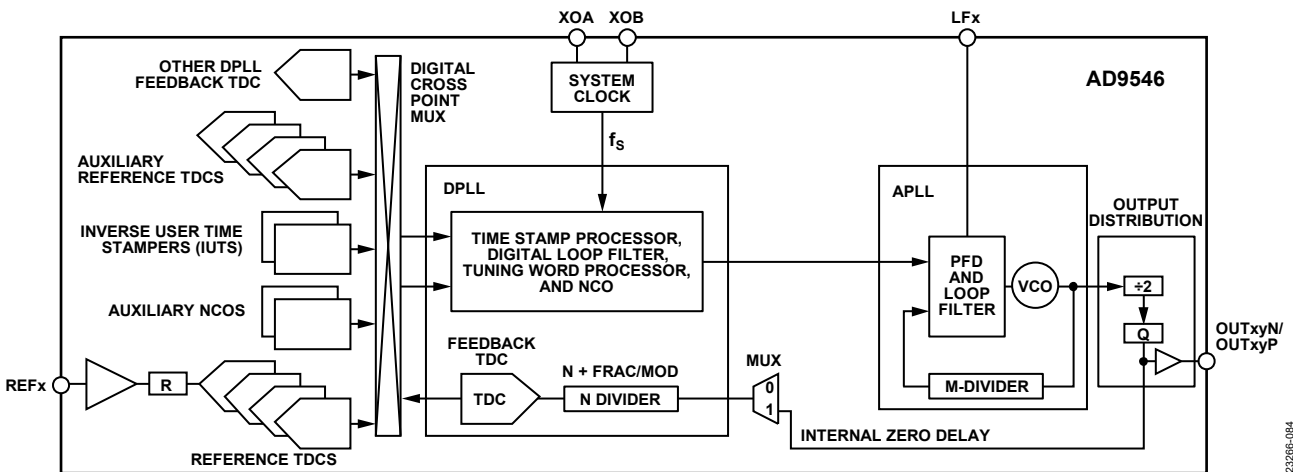 XOA
XOB
LFx
AD9546
OTHER DPLL
FEEDBACK TDC
DIGITAL
CROSS
POINT
MUX
SYSTEM
CLOCK
fS
AUXILIARY
REFERENCE TDCS
DPLL
APLL
OUTPUT
DISTRIBUTION
INVERSE USER TIME
STAMPERS (IUTS)
TIME STAMP PROCESSOR,
DIGITAL LOOP FILTER,
TUNING WORD PROCESSOR,
AND NCO
PFD
AND
LOOP
FILTER
VCO
÷2
Q
OUTxyN/
OUTxyP
AUXILIARY NCOS
FEEDBACK
TDC
N + FRAC/MOD
MUX
REFx
R
TDC
N DIVIDER
0
1
M-DIVIDER
INTERNAL ZERO DELAY
REFERENCE TDCS
23266-084